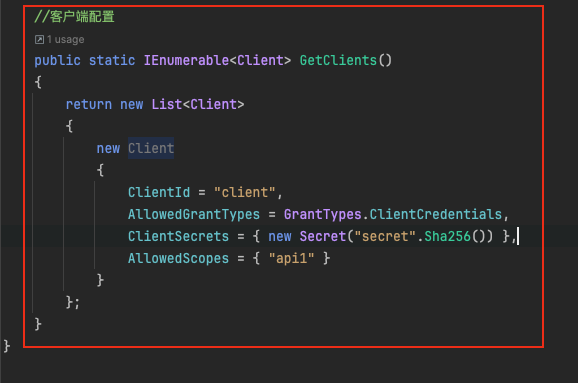 //客户端配置
1 usage
public static IEnumerable<Client> GetClients()
{
return new List<Client>
{
new Client
{
ClientId = "client",
AllowedGrantTypes = GrantTypes.ClientCredentials,
ClientSecrets = { new Secret("secret".Sha256()) },
AllowedScopes = { "api1" }
}
};
}
}